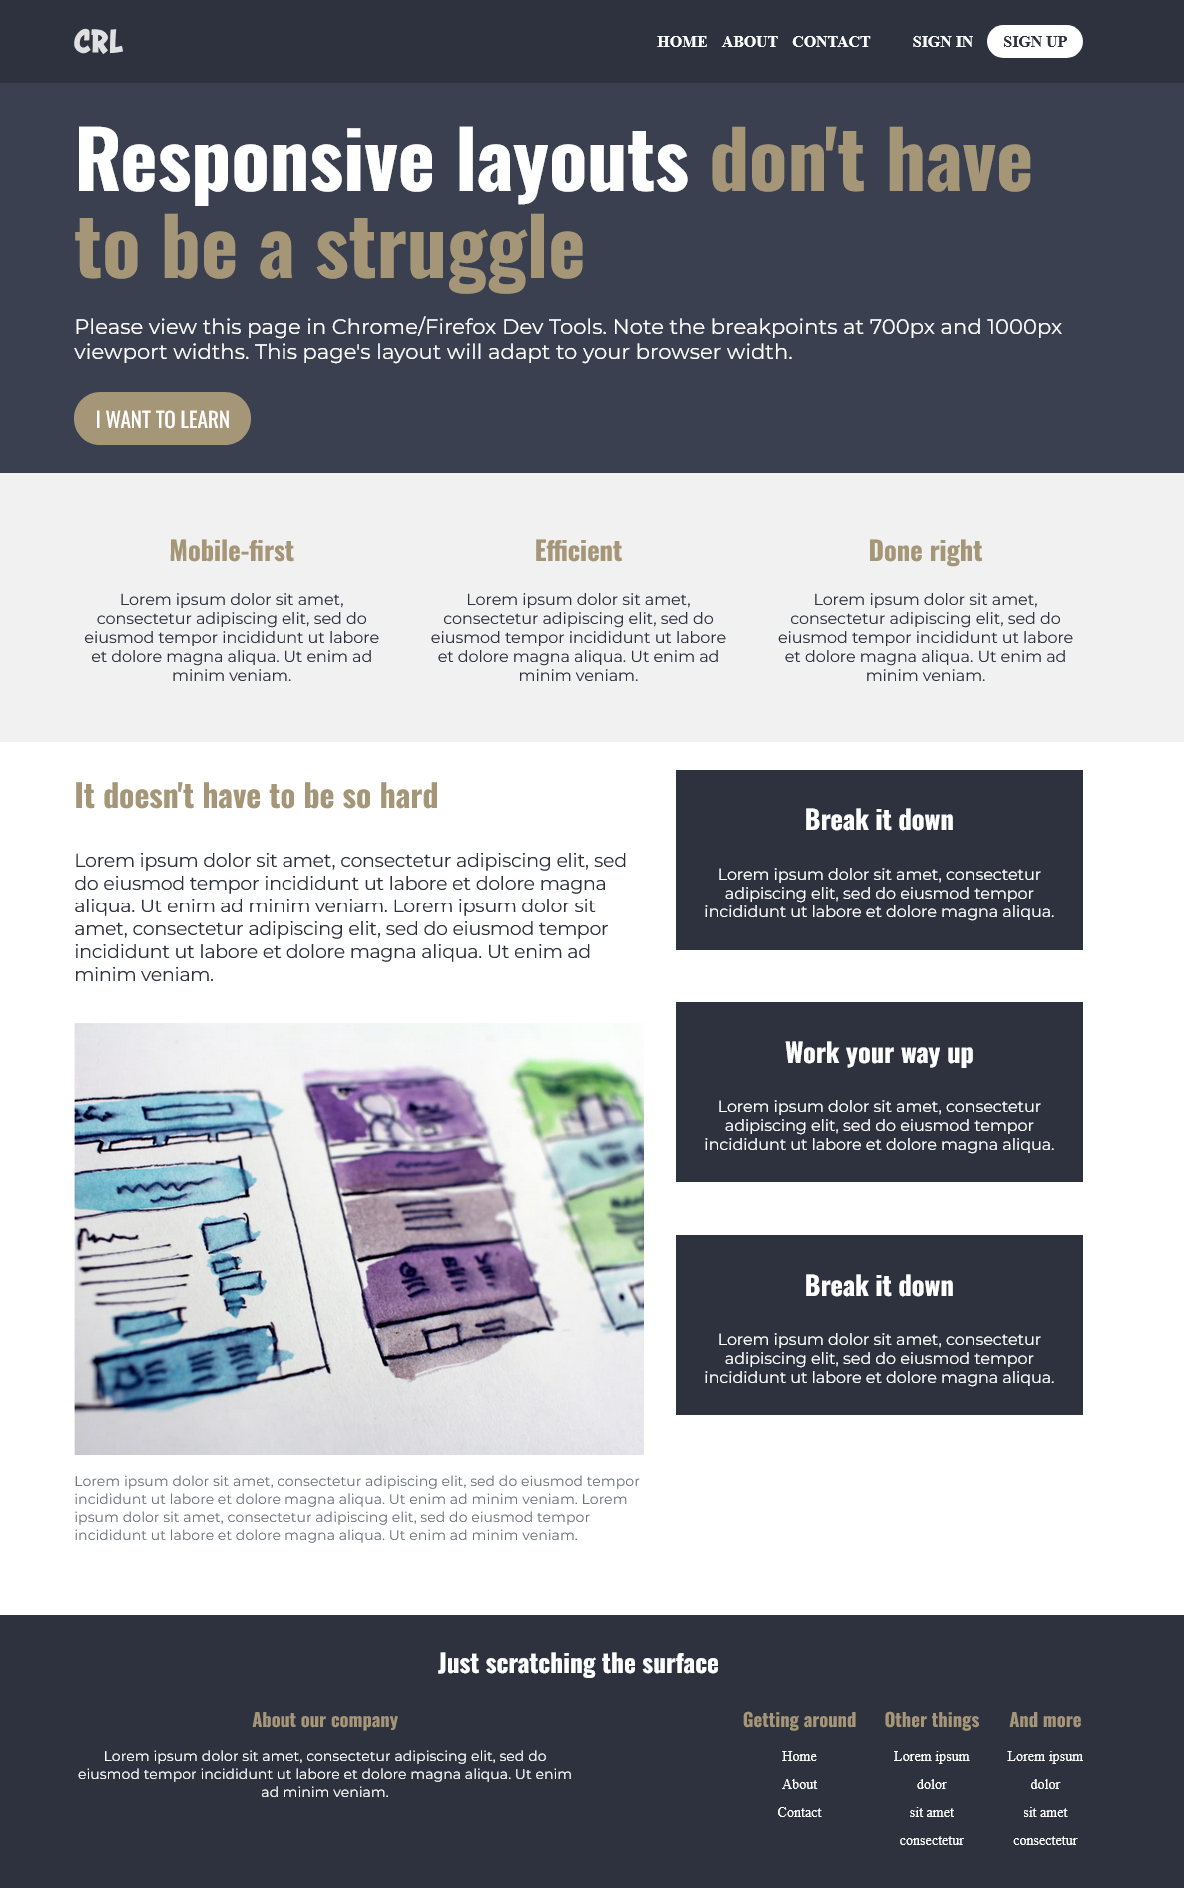 CRL
HOME ABOUT CONTACT SIGN IN SIGN UP
Responsive layouts don't have
to be a struggle
Please view this page in Chrome/Firefox Dev Tools. Note the breakpoints at 700px and 1000px
viewport widths. This page's layout will adapt to your browser width.
I WANT TO LEARN
Mobile-first
Lorem ipsum dolor sit amet,
consectetur adipiscing elit, sed do
eiusmod tempor incididunt ut labore
et dolore magna aliqua. Ut enim ad
minim veniam.
Efficient
Lorem ipsum dolor sit amet,
consectetur adipiscing elit, sed do
eiusmod tempor incididunt ut labore
et dolore magna aliqua. Ut enim ad
minim veniam.
Done right
Lorem ipsum dolor sit amet,
consectetur adipiscing elit, sed do
eiusmod tempor incididunt ut labore
et dolore magna aliqua. Ut enim ad
minim veniam.
It doesn't have to be so hard
Lorem ipsum dolor sit amet, consectetur adipiscing elit, sed
do eiusmod tempor incididunt ut labore et dolore magna
aliqua. Ut enim ad minim veniam. Lorem ipsum dolor sit
amet, consectetur adipiscing elit, sed do eiusmod tempor
incididunt ut labore et dolore magna aliqua. Ut enim ad
minim veniam.
Lorem ipsum dolor sit amet, consectetur adipiscing elit, sed do eiusmod tempor
incididunt ut labore et dolore magna aliqua. Ut enim ad minim veniam. Lorem
ipsum dolor sit amet, consectetur adipiscing elit, sed do eiusmod tempor
incididunt ut labore et dolore magna aliqua. Ut enim ad minim veniam.
Break it down
Lorem ipsum dolor sit amet, consectetur
adipiscing elit, sed do eiusmod tempor
incididunt ut labore et dolore magna aliqua.
Work your way up
Lorem ipsum dolor sit amet, consectetur
adipiscing elit, sed do eiusmod tempor
incididunt ut labore et dolore magna aliqua.
Break it down
Lorem ipsum dolor sit amet, consectetur
adipiscing elit, sed do eiusmod tempor
incididunt ut labore et dolore magna aliqua.
Just scratching the surface
About our company
Lorem ipsum dolor sit amet, consectetur adipiscing elit, sed do
eiusmod tempor incididunt ut labore et dolore magna aliqua. Ut enim
ad minim veniam.
Getting around
Home
About
Contact
Other things
Lorem ipsum
dolor
sit amet
consectetur
And more
Lorem ipsum
dolor
sit amet
consectetur